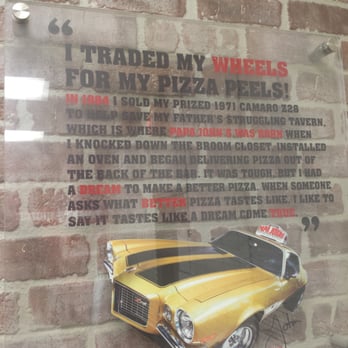 “
I TRADED MY WHEELS
FOR MY PIZZA PEELS!
IN 1984 I SOLD MY PRIZED 1971 CAMARO Z28
TO HELP SAVE MY FATHER'S STRUGGLING TAVERN,
WHICH IS WHERE PAPA JOHN'S WAS BORN WHEN
I KNOCKED DOWN THE BROOM CLOSET, INSTALLED
AN OVEN AND BEGAN DELIVERING PIZZA OUT OF
THE BACK OF THE BAR. IT WAS TOUGH, BUT I HAD
A DREAM TO MAKE A BETTER PIZZA. WHEN SOMEONE
ASKS WHAT BETTER PIZZA TASTES LIKE, I LIKE TO
SAY IT TASTES LIKE A DREAM COME TRUE.
”